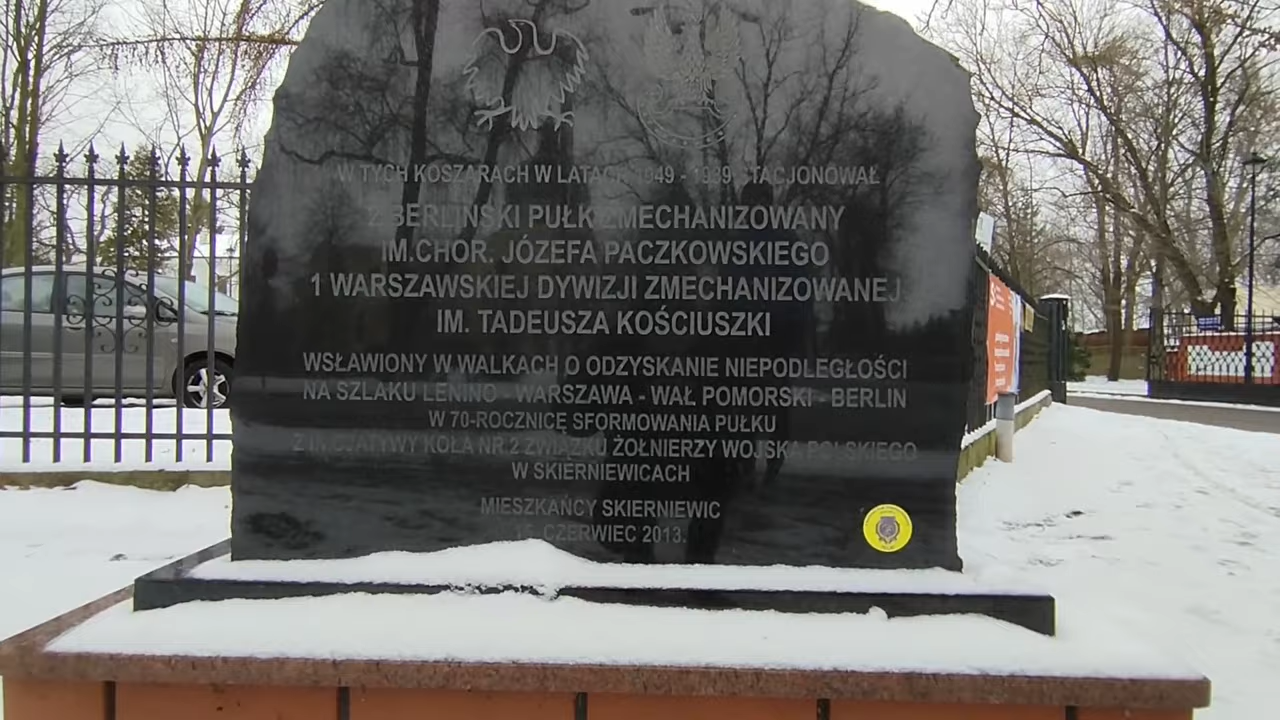 W TYCH KOSZARACH W LATACH 1949 - 1989 STACJONOWAŁ
2 BERLIŃSKI PUŁK ZMECHANIZOWANY
IM.CHOR. JÓZEFA PACZKOWSKIEGO
1 WARSZAWSKIEJ DYWIZJI ZMECHANIZOWANEJ
IM. TADEUSZA KOŚCIUSZKI
WSŁAWIONY W WALKACH O ODZYSKANIE NIEPODLEGŁOŚCI
NA SZLAKU LENINO - WARSZAWA - WAŁ POMORSKI - BERLIN
W 70-ROCZNICĘ SFORMOWANIA PUŁKU
Z INICJATYWY KOŁA NR.2 ZWIĄZKU ŻOŁNIERZY WOJSKA POLSKIEGO
W SKIERNIEWICACH
MIESZKAŃCY SKIERNIEWIC
15 CZERWIEC 2013.